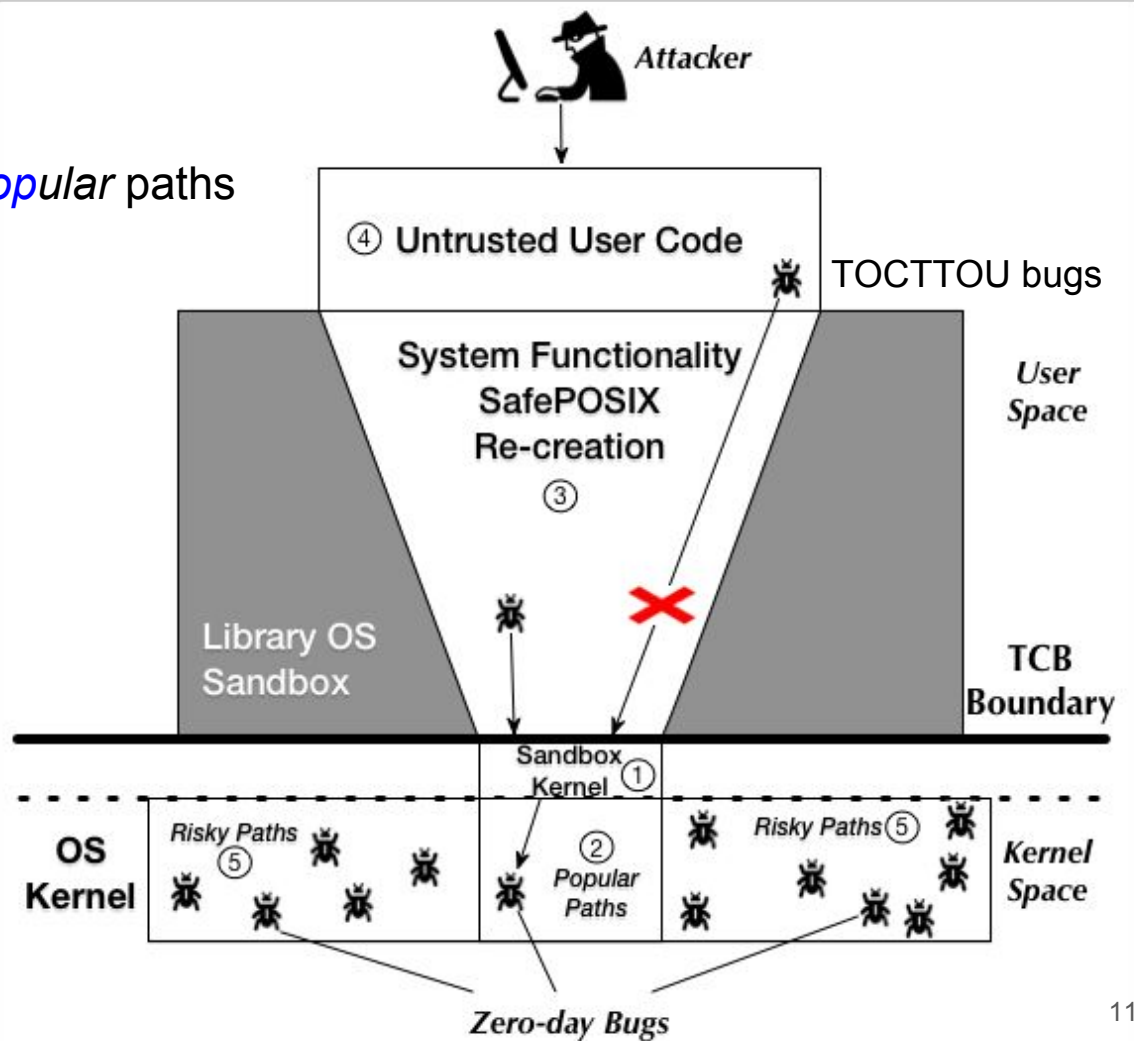 Attacker
opular paths
④ Untrusted User Code
TOCTTOU bugs
System Functionality
SafePOSIX
Re-creation
③
User
Space
Library OS
Sandbox
TCB
Boundary
Sandbox
Kernel ①
OS
Kernel
Risky Paths
⑤
②
Popular
Paths
Risky Paths ⑤
Kernel
Space
Zero-day Bugs
11